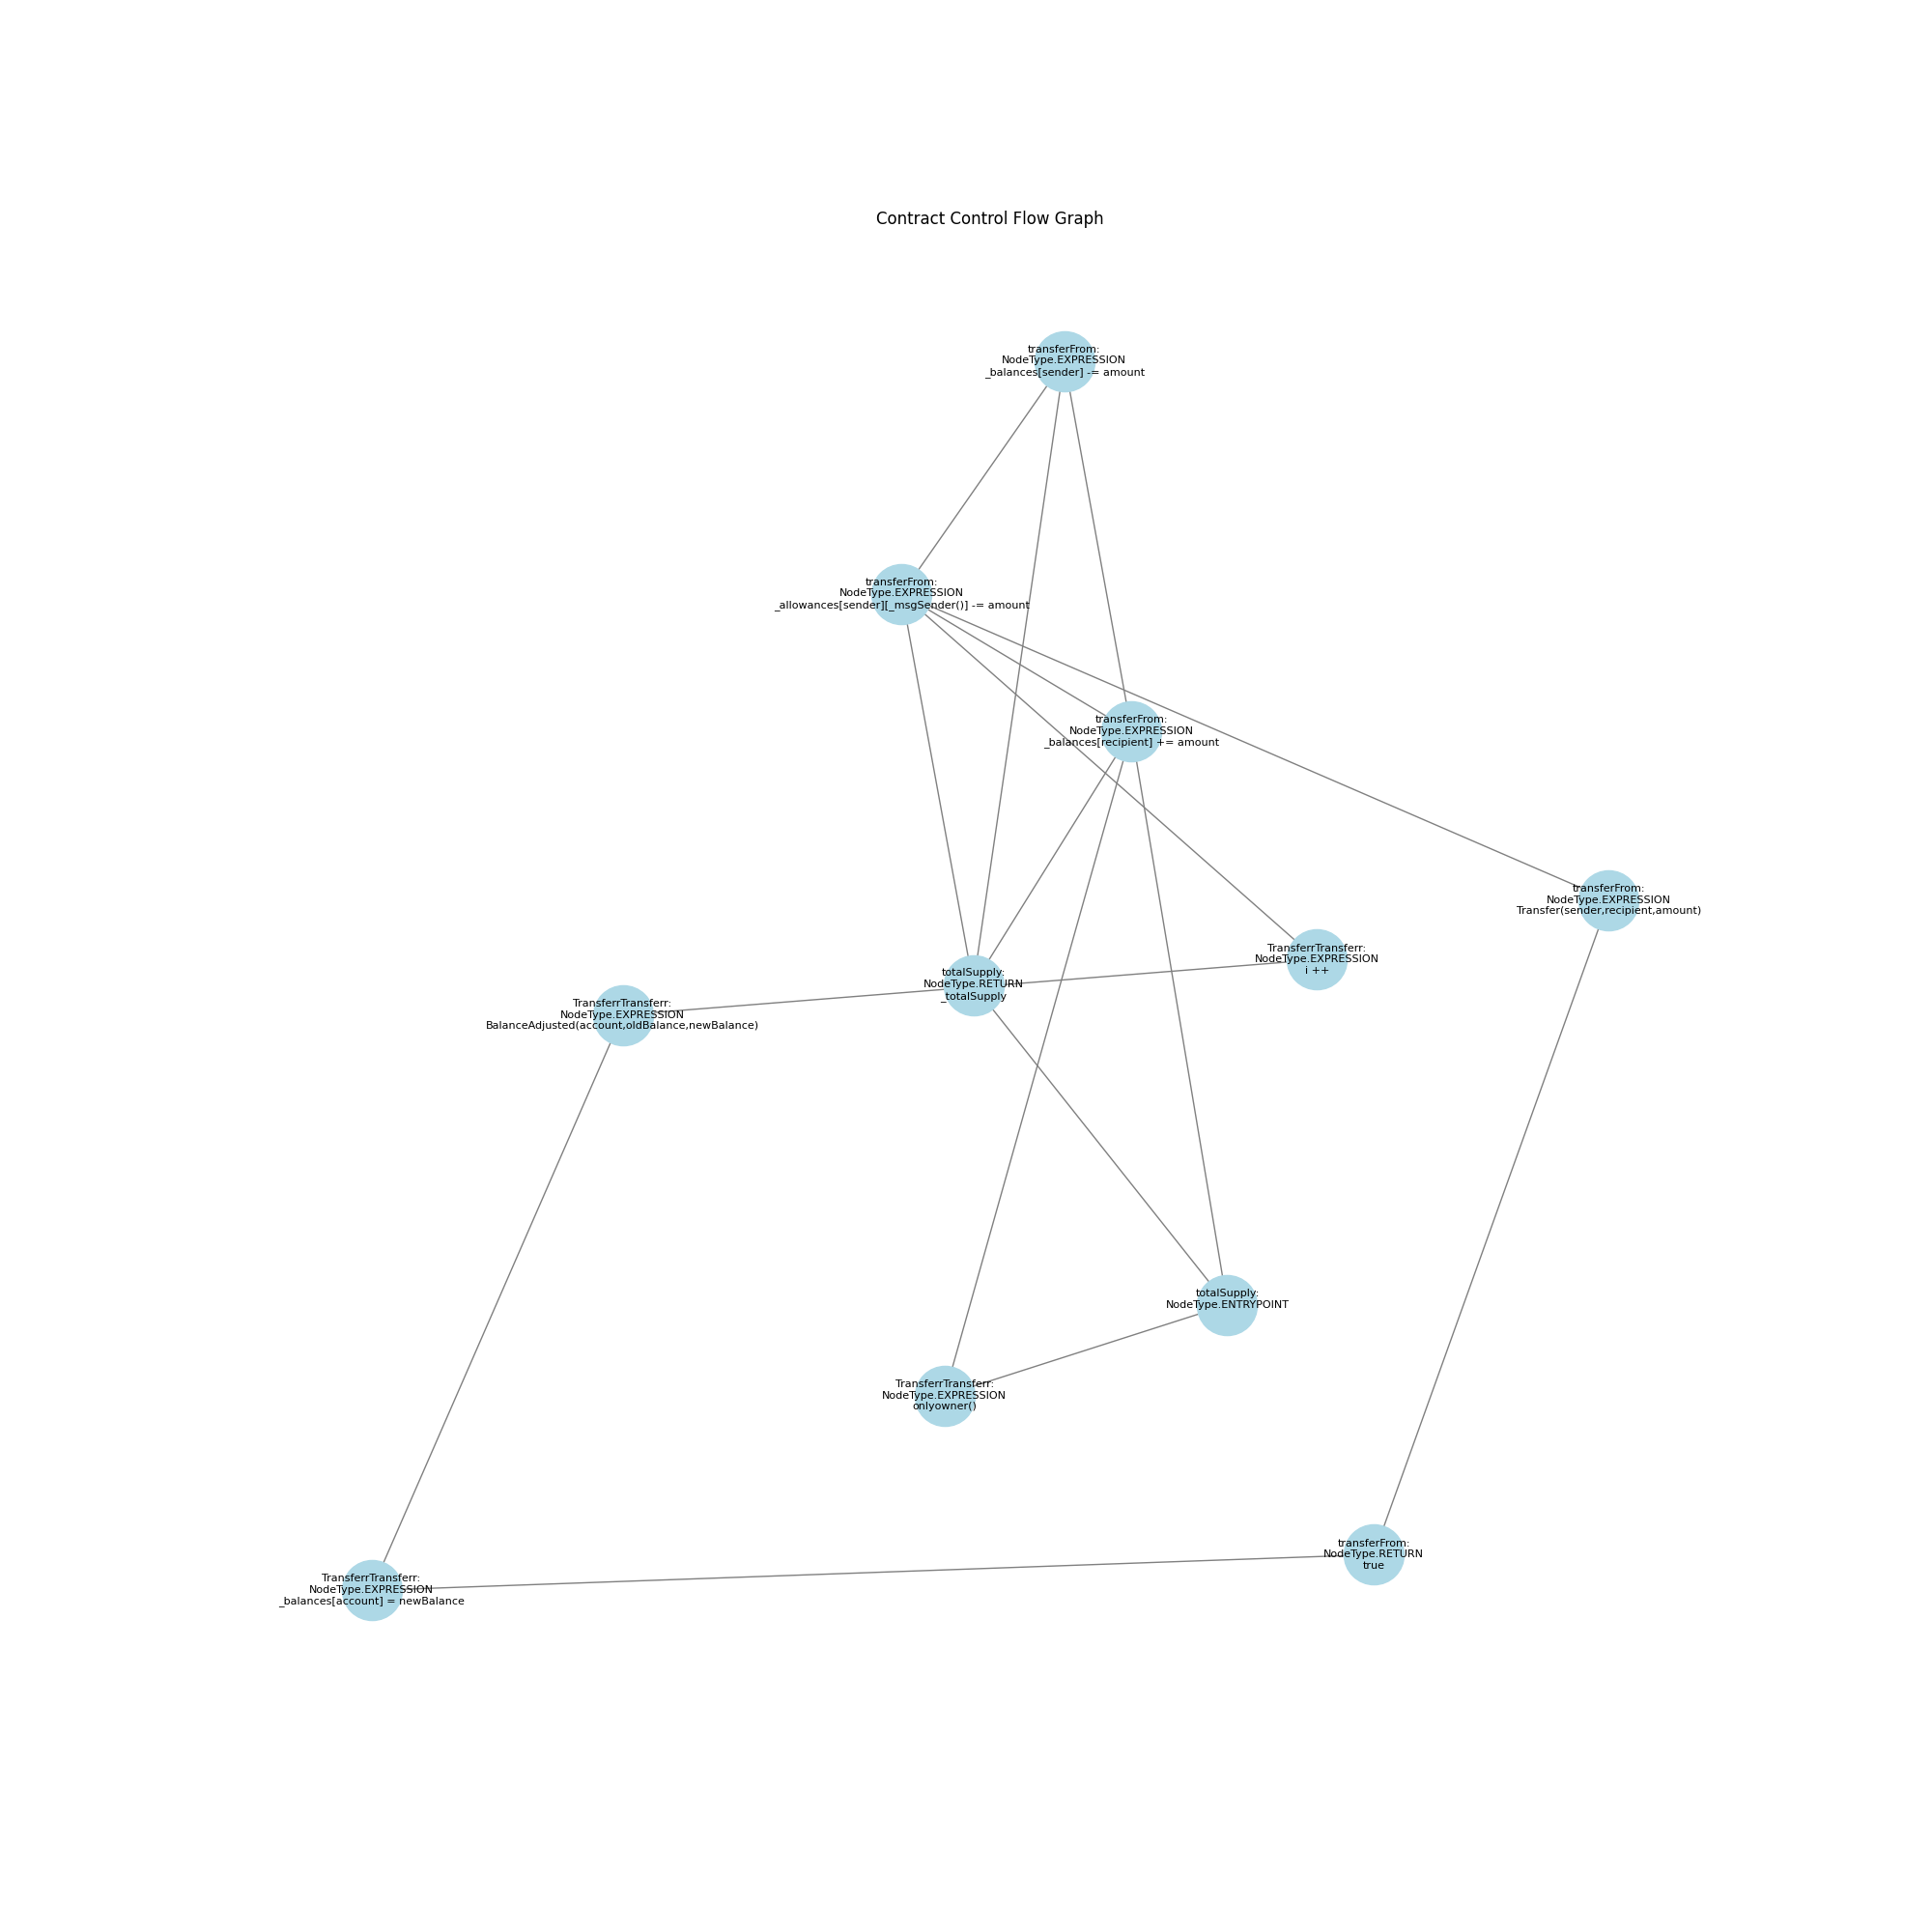 Contract Control Flow Graph
transferFrom:
NodeType.EXPRESSION
_balances[sender] -= amount
transferFrom:
NodeType.EXPRESSION
_allowances[sender][_msgSender()] -= amount
transferFrom:
NodeType.EXPRESSION
_balances[recipient] += amount
transferFrom:
NodeType.EXPRESSION
Transfer(sender,recipient,amount)
TransferrTransferr:
NodeType.EXPRESSION
i ++
totalSupply:
NodeType.RETURN
_totalSupply
TransferrTransferr:
NodeType.EXPRESSION
BalanceAdjusted(account,oldBalance,newBalance)
totalSupply:
NodeType.ENTRYPOINT
TransferrTransferr:
NodeType.EXPRESSION
onlyowner()
transferFrom:
NodeType.RETURN
true
TransferrTransferr:
NodeType.EXPRESSION
_balances[account] = newBalance